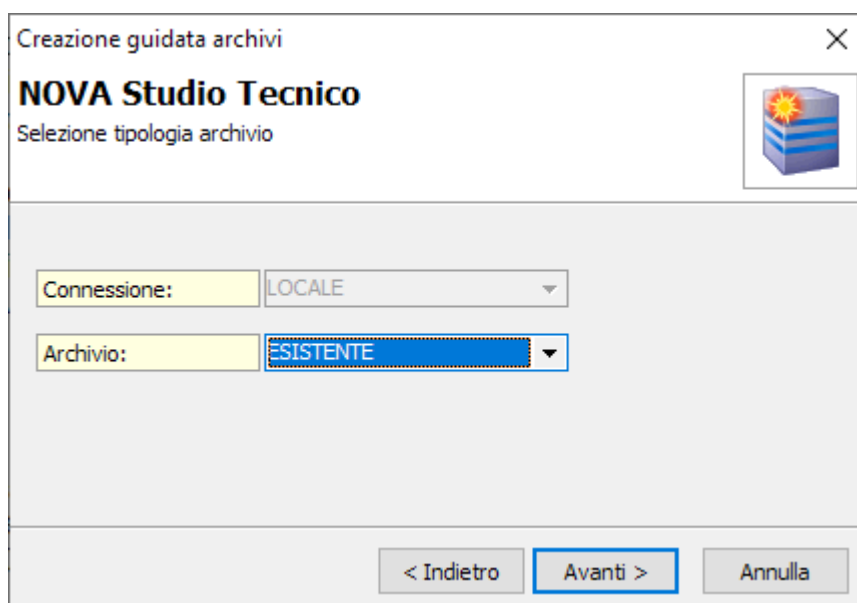 Creazione guidata archivi
NOVA Studio Tecnico
Selezione tipologia archivio
Connessione: LOCALE
Archivio: ESISTENTE
< Indietro Avanti > Annulla